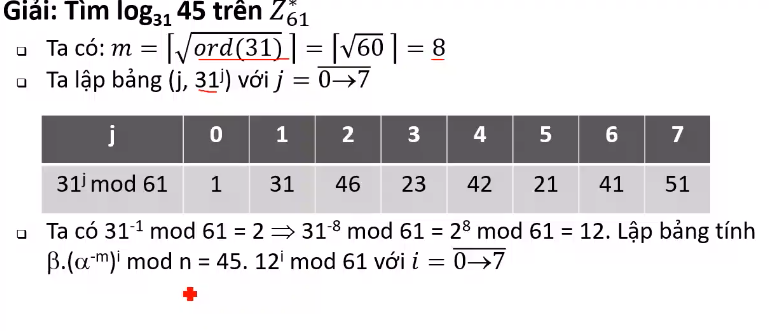 Giải: Tìm log₃₁ 45 trên Z*₆₁
Ta có: m = ⌈√ord(31)⌉ = ⌈√60⌉ = 8
Ta lập bảng (j, 31ʲ) với j = 0→7
j 0 1 2 3 4 5 6 7
31ʲ mod 61 1 31 46 23 42 21 41 51
Ta có 31⁻¹ mod 61 = 2 ⟹ 31⁻⁸ mod 61 = 2⁸ mod 61 = 12. Lập bảng tính
β.(α⁻ᵐ)ⁱ mod n = 45. 12ⁱ mod 61 với i = 0→7